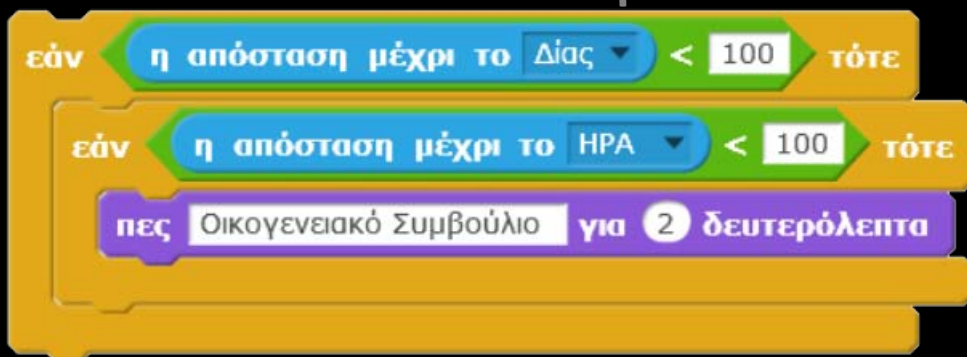 εάν η απόσταση μέχρι το Δίας < 100 τότε
εάν η απόσταση μέχρι το ΗΡΑ < 100 τότε
πες Οικογενειακό Συμβούλιο για 2 δευτερόλεπτα